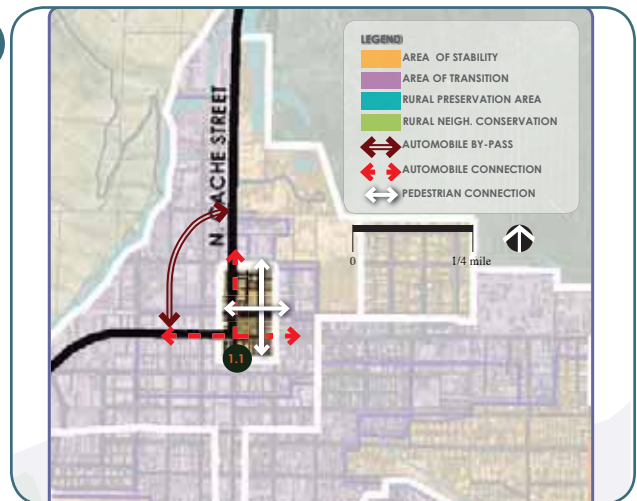 LEGEND
AREA OF STABILITY
AREA OF TRANSITION
RURAL PRESERVATION AREA
RURAL NEIGH. CONSERVATION
AUTOMOBILE BY-PASS
AUTOMOBILE CONNECTION
PEDESTRIAN CONNECTION
0 1/4 mile
N. CACHE STREET
1.1